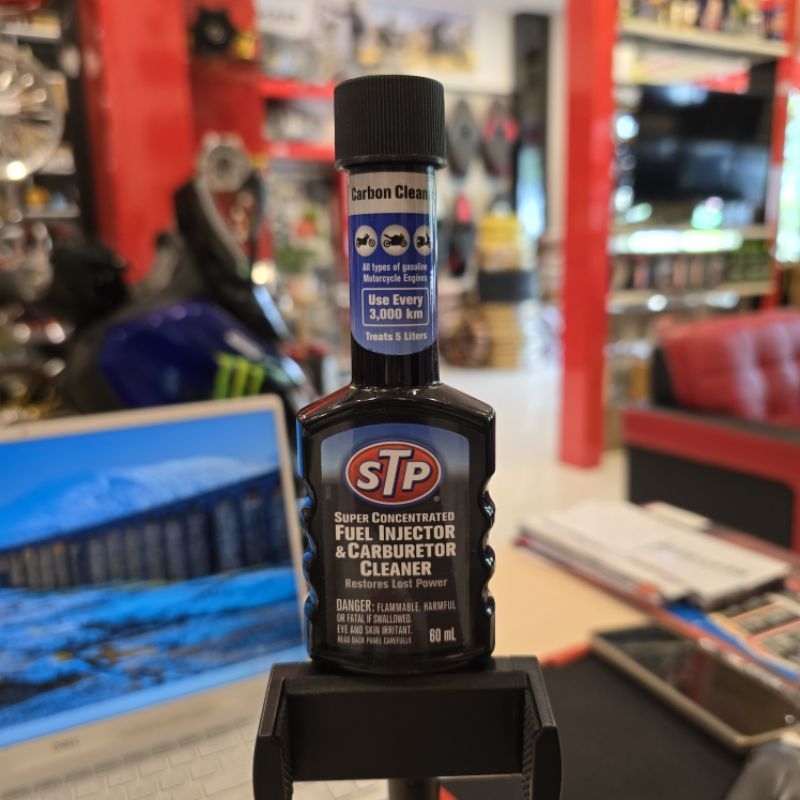 Carbon Clean
All types of gasoline
Motorcycle Engines
Use Every
3,000 km
Treats 5 Liters
STP
SUPER CONCENTRATED
FUEL INJECTOR
& CARBURETOR
CLEANER
Restores Lost Power
DANGER: FLAMMABLE. HARMFUL
OR FATAL IF SWALLOWED.
EYE AND SKIN IRRITANT.
READ BACK PANEL CAREFULLY.
60 mL
DELL